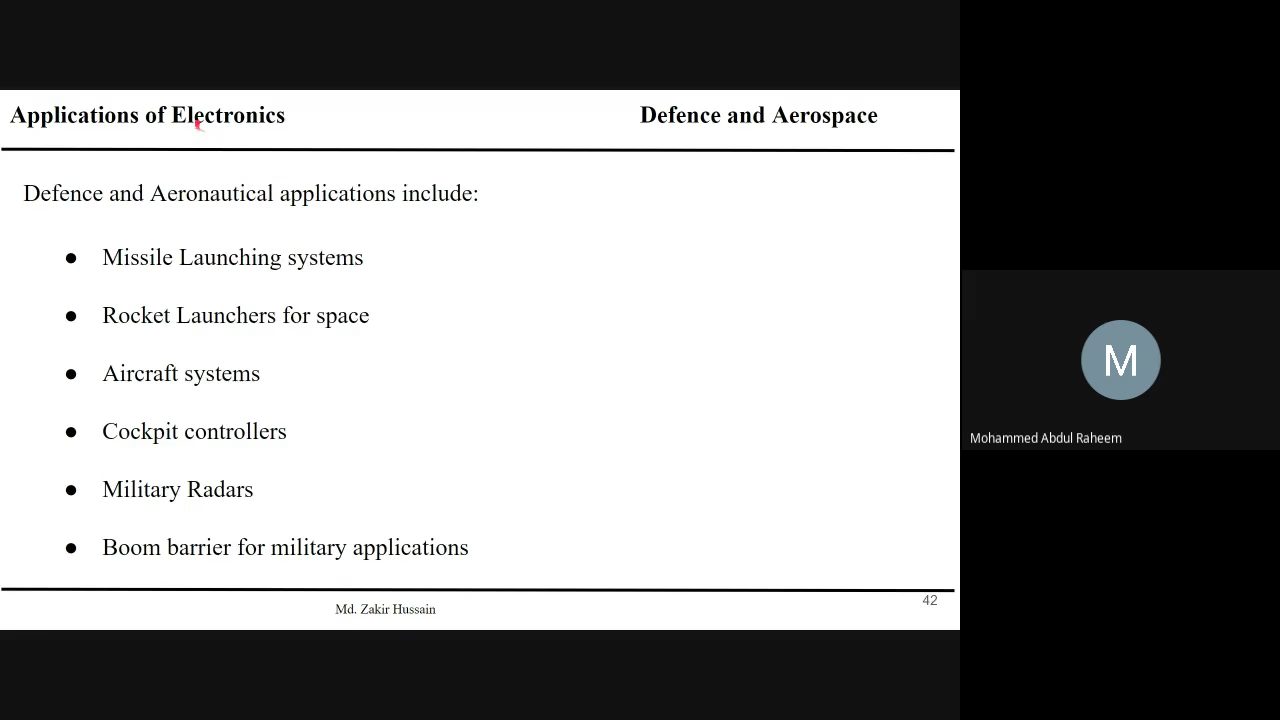 Applications of Electronics
Defence and Aerospace
Defence and Aeronautical applications include:
● Missile Launching systems
● Rocket Launchers for space
● Aircraft systems
● Cockpit controllers
● Military Radars
● Boom barrier for military applications
Md. Zakir Hussain
42
M
Mohammed Abdul Raheem